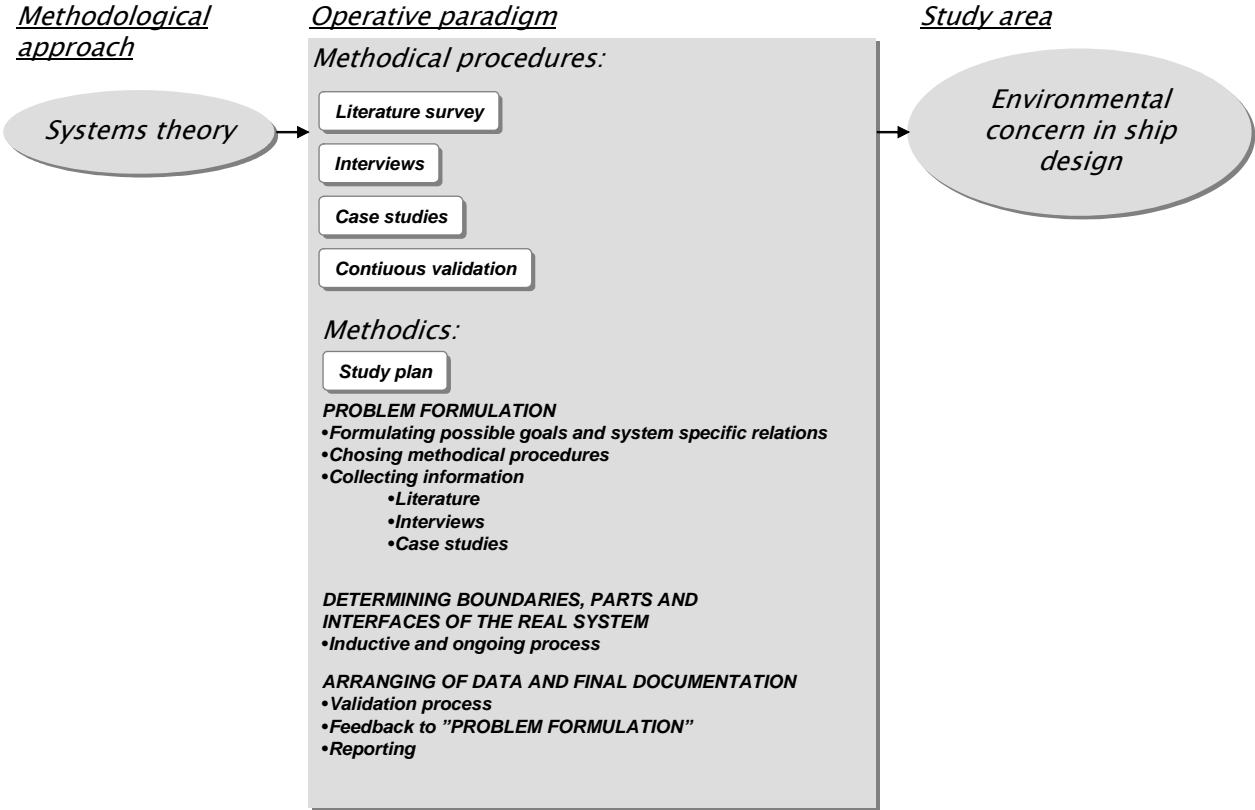 Methodological
approach
Systems theory
Operative paradigm
Methodical procedures:
Literature survey
Interviews
Case studies
Contiuous validation
Methodics:
Study plan
PROBLEM FORMULATION
•Formulating possible goals and system specific relations
•Chosing methodical procedures
•Collecting information
•Literature
•Interviews
•Case studies
DETERMINING BOUNDARIES, PARTS AND
INTERFACES OF THE REAL SYSTEM
•Inductive and ongoing process
ARRANGING OF DATA AND FINAL DOCUMENTATION
•Validation process
•Feedback to ”PROBLEM FORMULATION”
•Reporting
Study area
Environmental
concern in ship
design